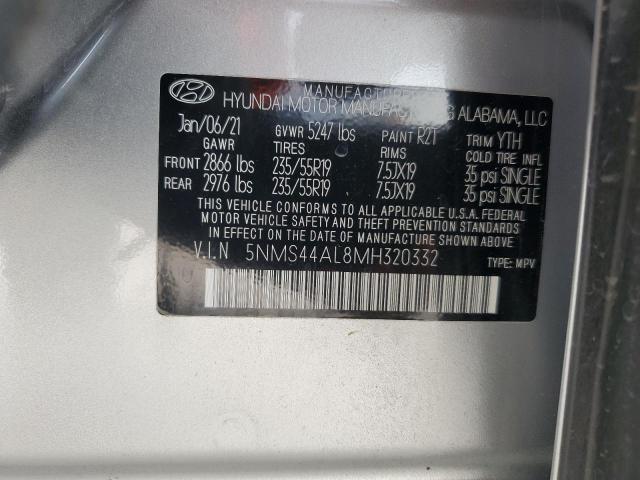 MANUFACTURED
HYUNDAI MOTOR MANUFACTURING ALABAMA, LLC
Jan/06/21 GVWR 5247 lbs PAINT R2T TRIM YTH
GAWR TIRES RIMS COLD TIRE INFL
FRONT 2866 lbs 235/55R19 7.5JX19 35 psi SINGLE
REAR 2976 lbs 235/55R19 7.5JX19 35 psi SINGLE
THIS VEHICLE CONFORMS TO ALL APPLICABLE U.S.A. FEDERAL
MOTOR VEHICLE SAFETY AND THEFT PREVENTION STANDARDS
IN EFFECT ON THE DATE OF MANUFACTURE SHOWN ABOVE.
V.I.N 5NMS44AL8MH320332
TYPE: MPV